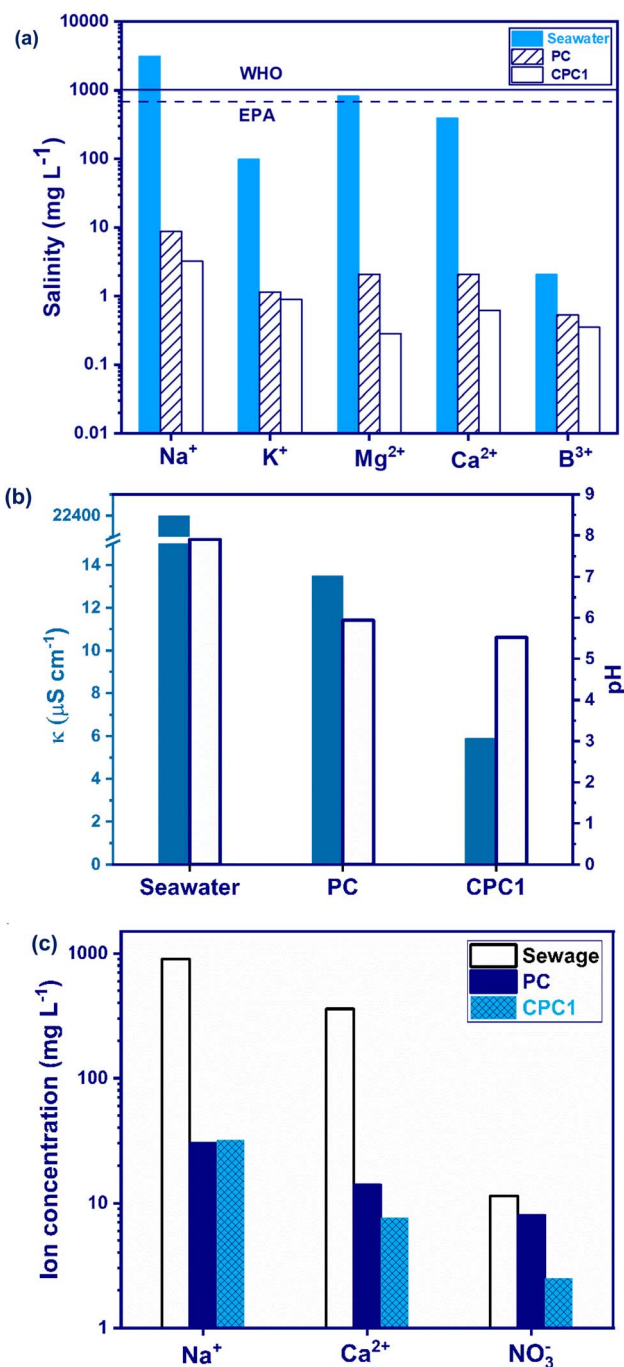 (a)
10000
1000
100
10
1
0.1
0.01
Salinity (mg L⁻¹)
WHO
EPA
Seawater
PC
CPC1
Na⁺
K⁺
Mg²⁺
Ca²⁺
B³⁺
(b)
22400
14
12
10
8
6
4
2
0
κ (μS cm⁻¹)
9
8
7
6
5
4
3
2
1
0
pH
Seawater
PC
CPC1
(c)
1000
100
10
1
Ion concentration (mg L⁻¹)
Sewage
PC
CPC1
Na⁺
Ca²⁺
NO₃⁻